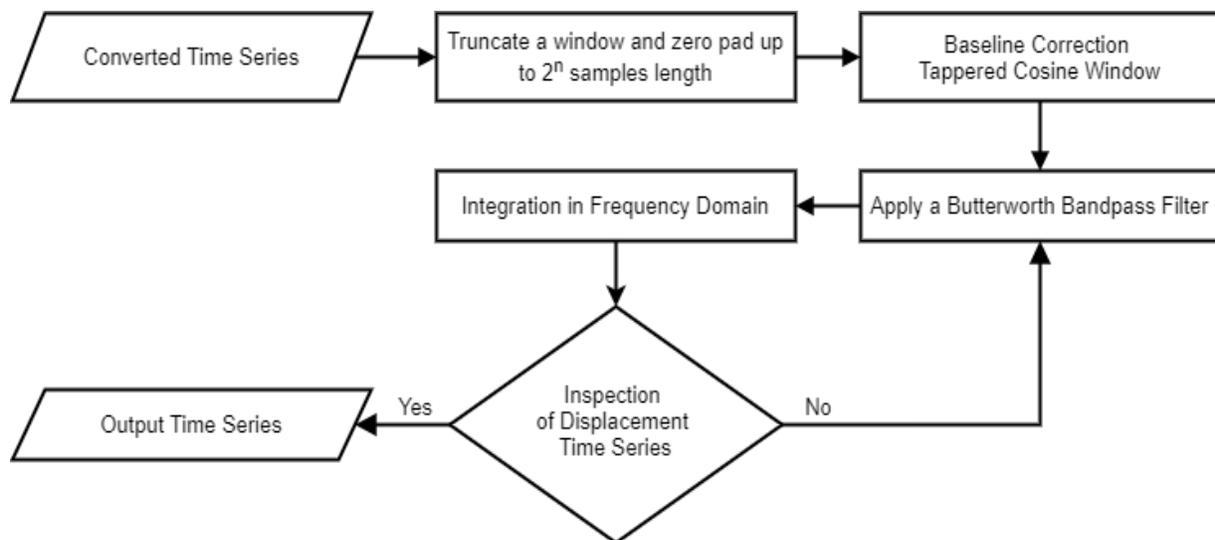 Converted Time Series
Truncate a window and zero pad up
to 2ⁿ samples length
Baseline Correction
Tappered Cosine Window
Integration in Frequency Domain
Apply a Butterworth Bandpass Filter
Inspection
of Displacement
Time Series
Yes
No
Output Time Series